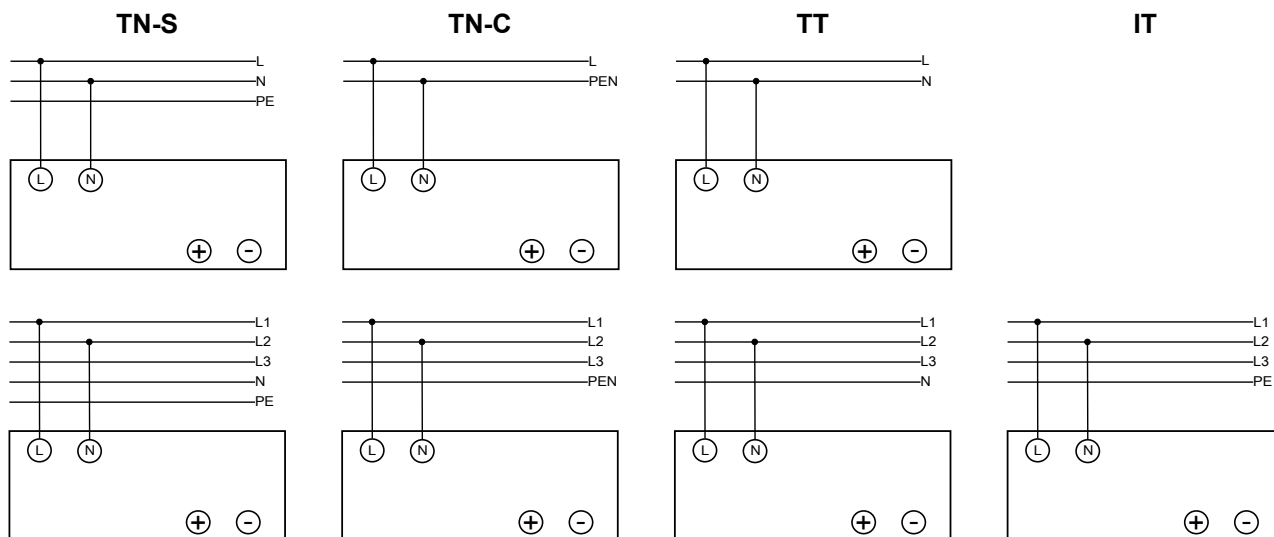 TN-S TN-C TT IT
L L L
N PEN N
PE
L N L N L N
+ - + - + -
L1 L1 L1 L1
L2 L2 L2 L2
L3 L3 L3 L3
N PEN N PE
PE
L N L N L N L N
+ - + - + - + -